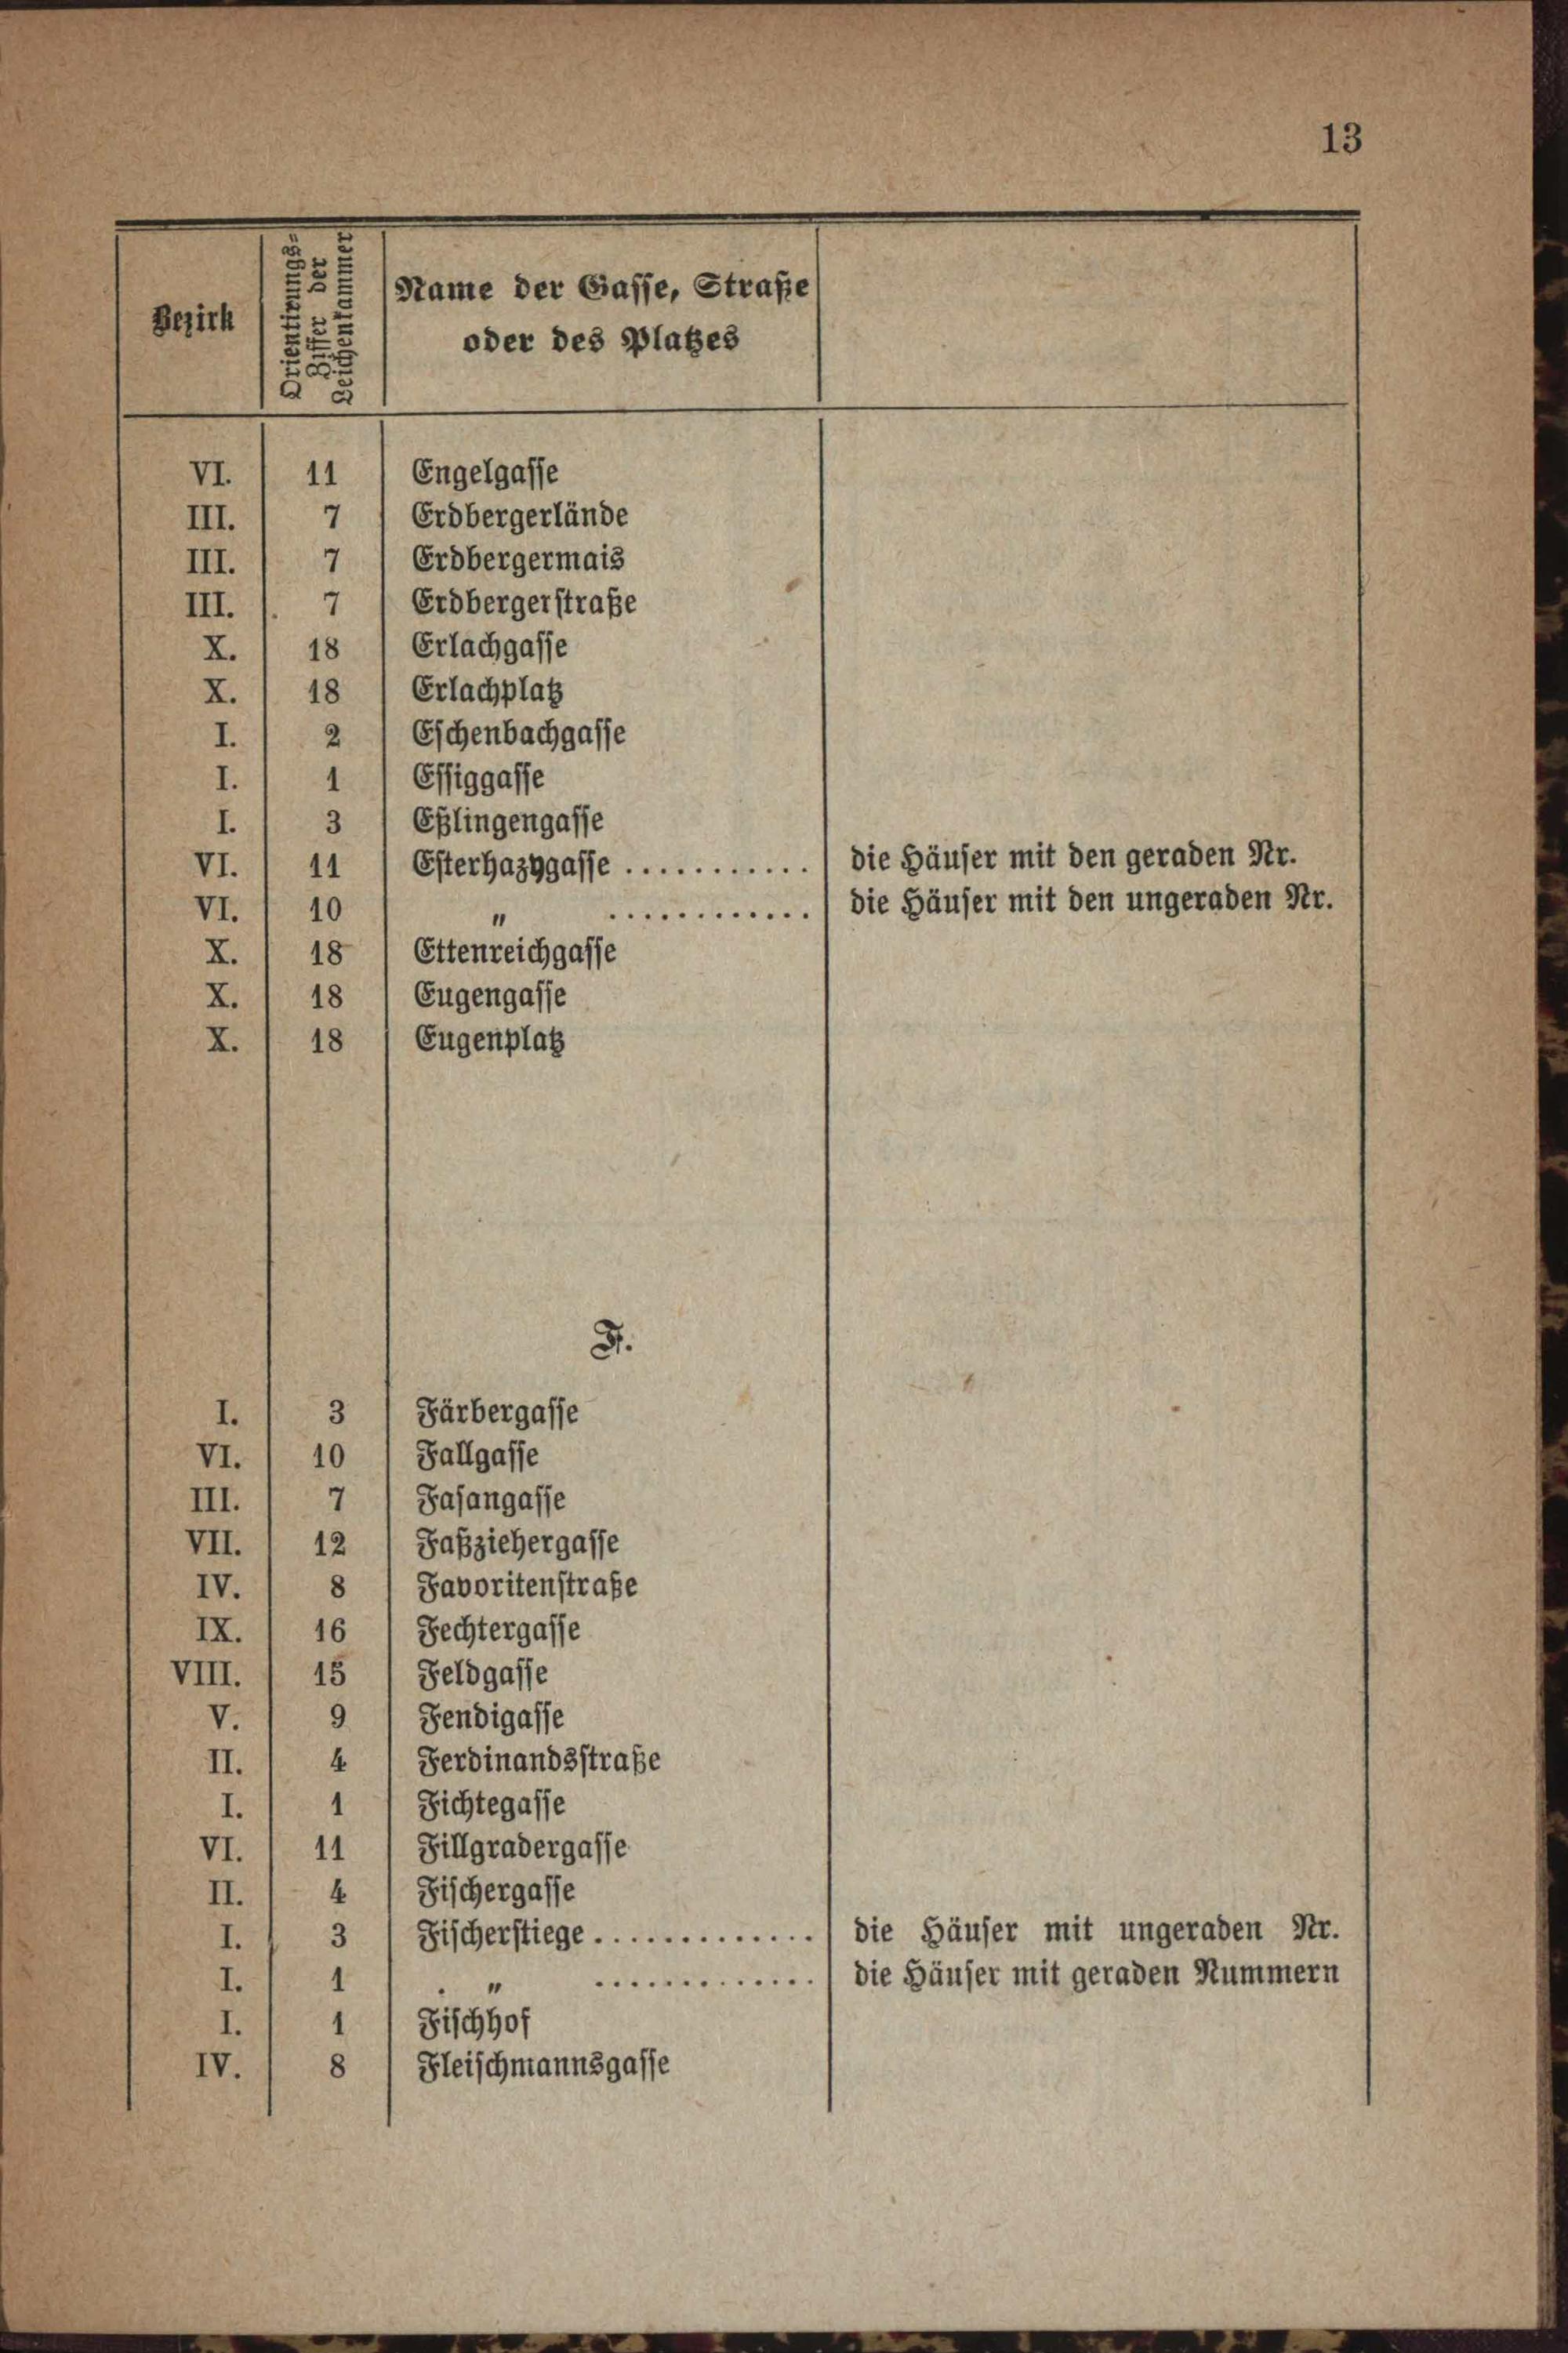 13
Bezirk
Orientirungs-
Ziffer der
Leichenkammer
Name der Gasse, Straße
oder des Platzes
VI. 11 Engelgasse
III. 7 Erdbergerlände
III. 7 Erdbergermais
III. 7 Erdbergerstraße
X. 18 Erlachgasse
X. 18 Erlachplatz
I. 2 Eschenbachgasse
I. 1 Essiggasse
I. 3 Eßlingengasse
VI. 11 Esterhazygasse ........... die Häuser mit den geraden Nr.
VI. 10 " ............ die Häuser mit den ungeraden Nr.
X. 18 Ettenreichgasse
X. 18 Eugengasse
X. 18 Eugenplatz
F.
I. 3 Färbergasse
VI. 10 Fallgasse
III. 7 Fasangasse
VII. 12 Faßziehergasse
IV. 8 Favoritenstraße
IX. 16 Fechtergasse
VIII. 15 Feldgasse
V. 9 Fendigasse
II. 4 Ferdinandsstraße
I. 1 Fichtegasse
VI. 11 Fillgradergasse
II. 4 Fischergasse
I. 3 Fischerstiege ............. die Häuser mit ungeraden Nr.
I. 1 " ............. die Häuser mit geraden Nummern
I. 1 Fischhof
IV. 8 Fleischmannsgasse